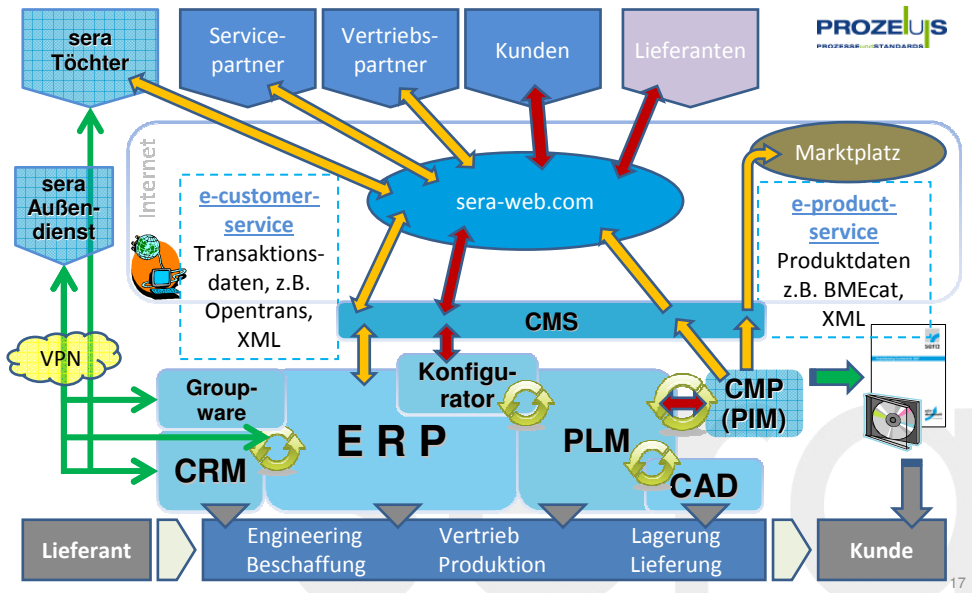 sera
Töchter
Service-
partner
Vertriebs-
partner
Kunden
Lieferanten
PROZEUS
PROZESSE und STANDARDS
Internet
sera
Außen-
dienst
e-customer-
service
Transaktions-
daten, z.B.
Opentrans,
XML
sera-web.com
Marktplatz
e-product-
service
Produktdaten
z.B. BMEcat,
XML
CMS
VPN
Group-
ware
Konfigu-
rator
CMP
(PIM)
sera
CRM
E R P
PLM
CAD
Lieferant
Engineering
Beschaffung
Vertrieb
Produktion
Lagerung
Lieferung
Kunde
17